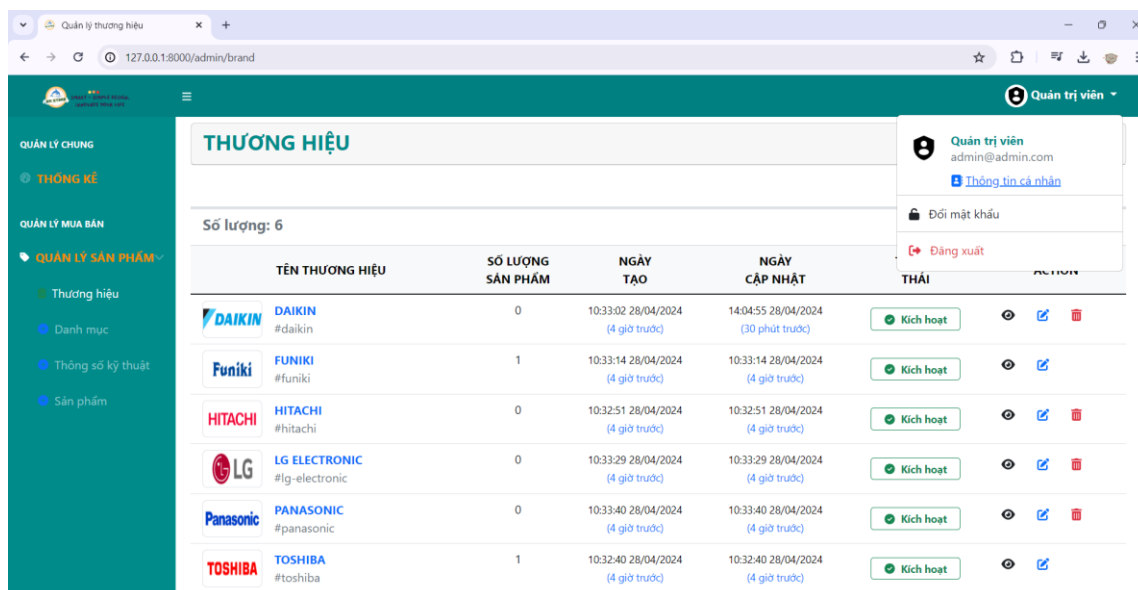 Quản lý thương hiệu
127.0.0.1:8000/admin/brand
Quản trị viên
QUẢN LÝ CHUNG
THỐNG KÊ
QUẢN LÝ MUA BÁN
QUẢN LÝ SẢN PHẨM
Thương hiệu
Danh mục
Thông số kỹ thuật
Sản phẩm
THƯƠNG HIỆU
Quản trị viên
admin@admin.com
Thông tin cá nhân
Đổi mật khẩu
Đăng xuất
Số lượng: 6
TÊN THƯƠNG HIỆU
SỐ LƯỢNG
SẢN PHẨM
NGÀY
TẠO
NGÀY
CẬP NHẬT
THÁI
ACTION
DAIKIN
DAIKIN
#daikin
0
10:33:02 28/04/2024
(4 giờ trước)
14:04:55 28/04/2024
(30 phút trước)
Kích hoạt
Funiki
FUNIKI
#funiki
1
10:33:14 28/04/2024
(4 giờ trước)
10:33:14 28/04/2024
(4 giờ trước)
Kích hoạt
HITACHI
HITACHI
#hitachi
0
10:32:51 28/04/2024
(4 giờ trước)
10:32:51 28/04/2024
(4 giờ trước)
Kích hoạt
LG
LG ELECTRONIC
#lg-electronic
0
10:33:29 28/04/2024
(4 giờ trước)
10:33:29 28/04/2024
(4 giờ trước)
Kích hoạt
Panasonic
PANASONIC
#panasonic
0
10:33:40 28/04/2024
(4 giờ trước)
10:33:40 28/04/2024
(4 giờ trước)
Kích hoạt
TOSHIBA
TOSHIBA
#toshiba
1
10:32:40 28/04/2024
(4 giờ trước)
10:32:40 28/04/2024
(4 giờ trước)
Kích hoạt